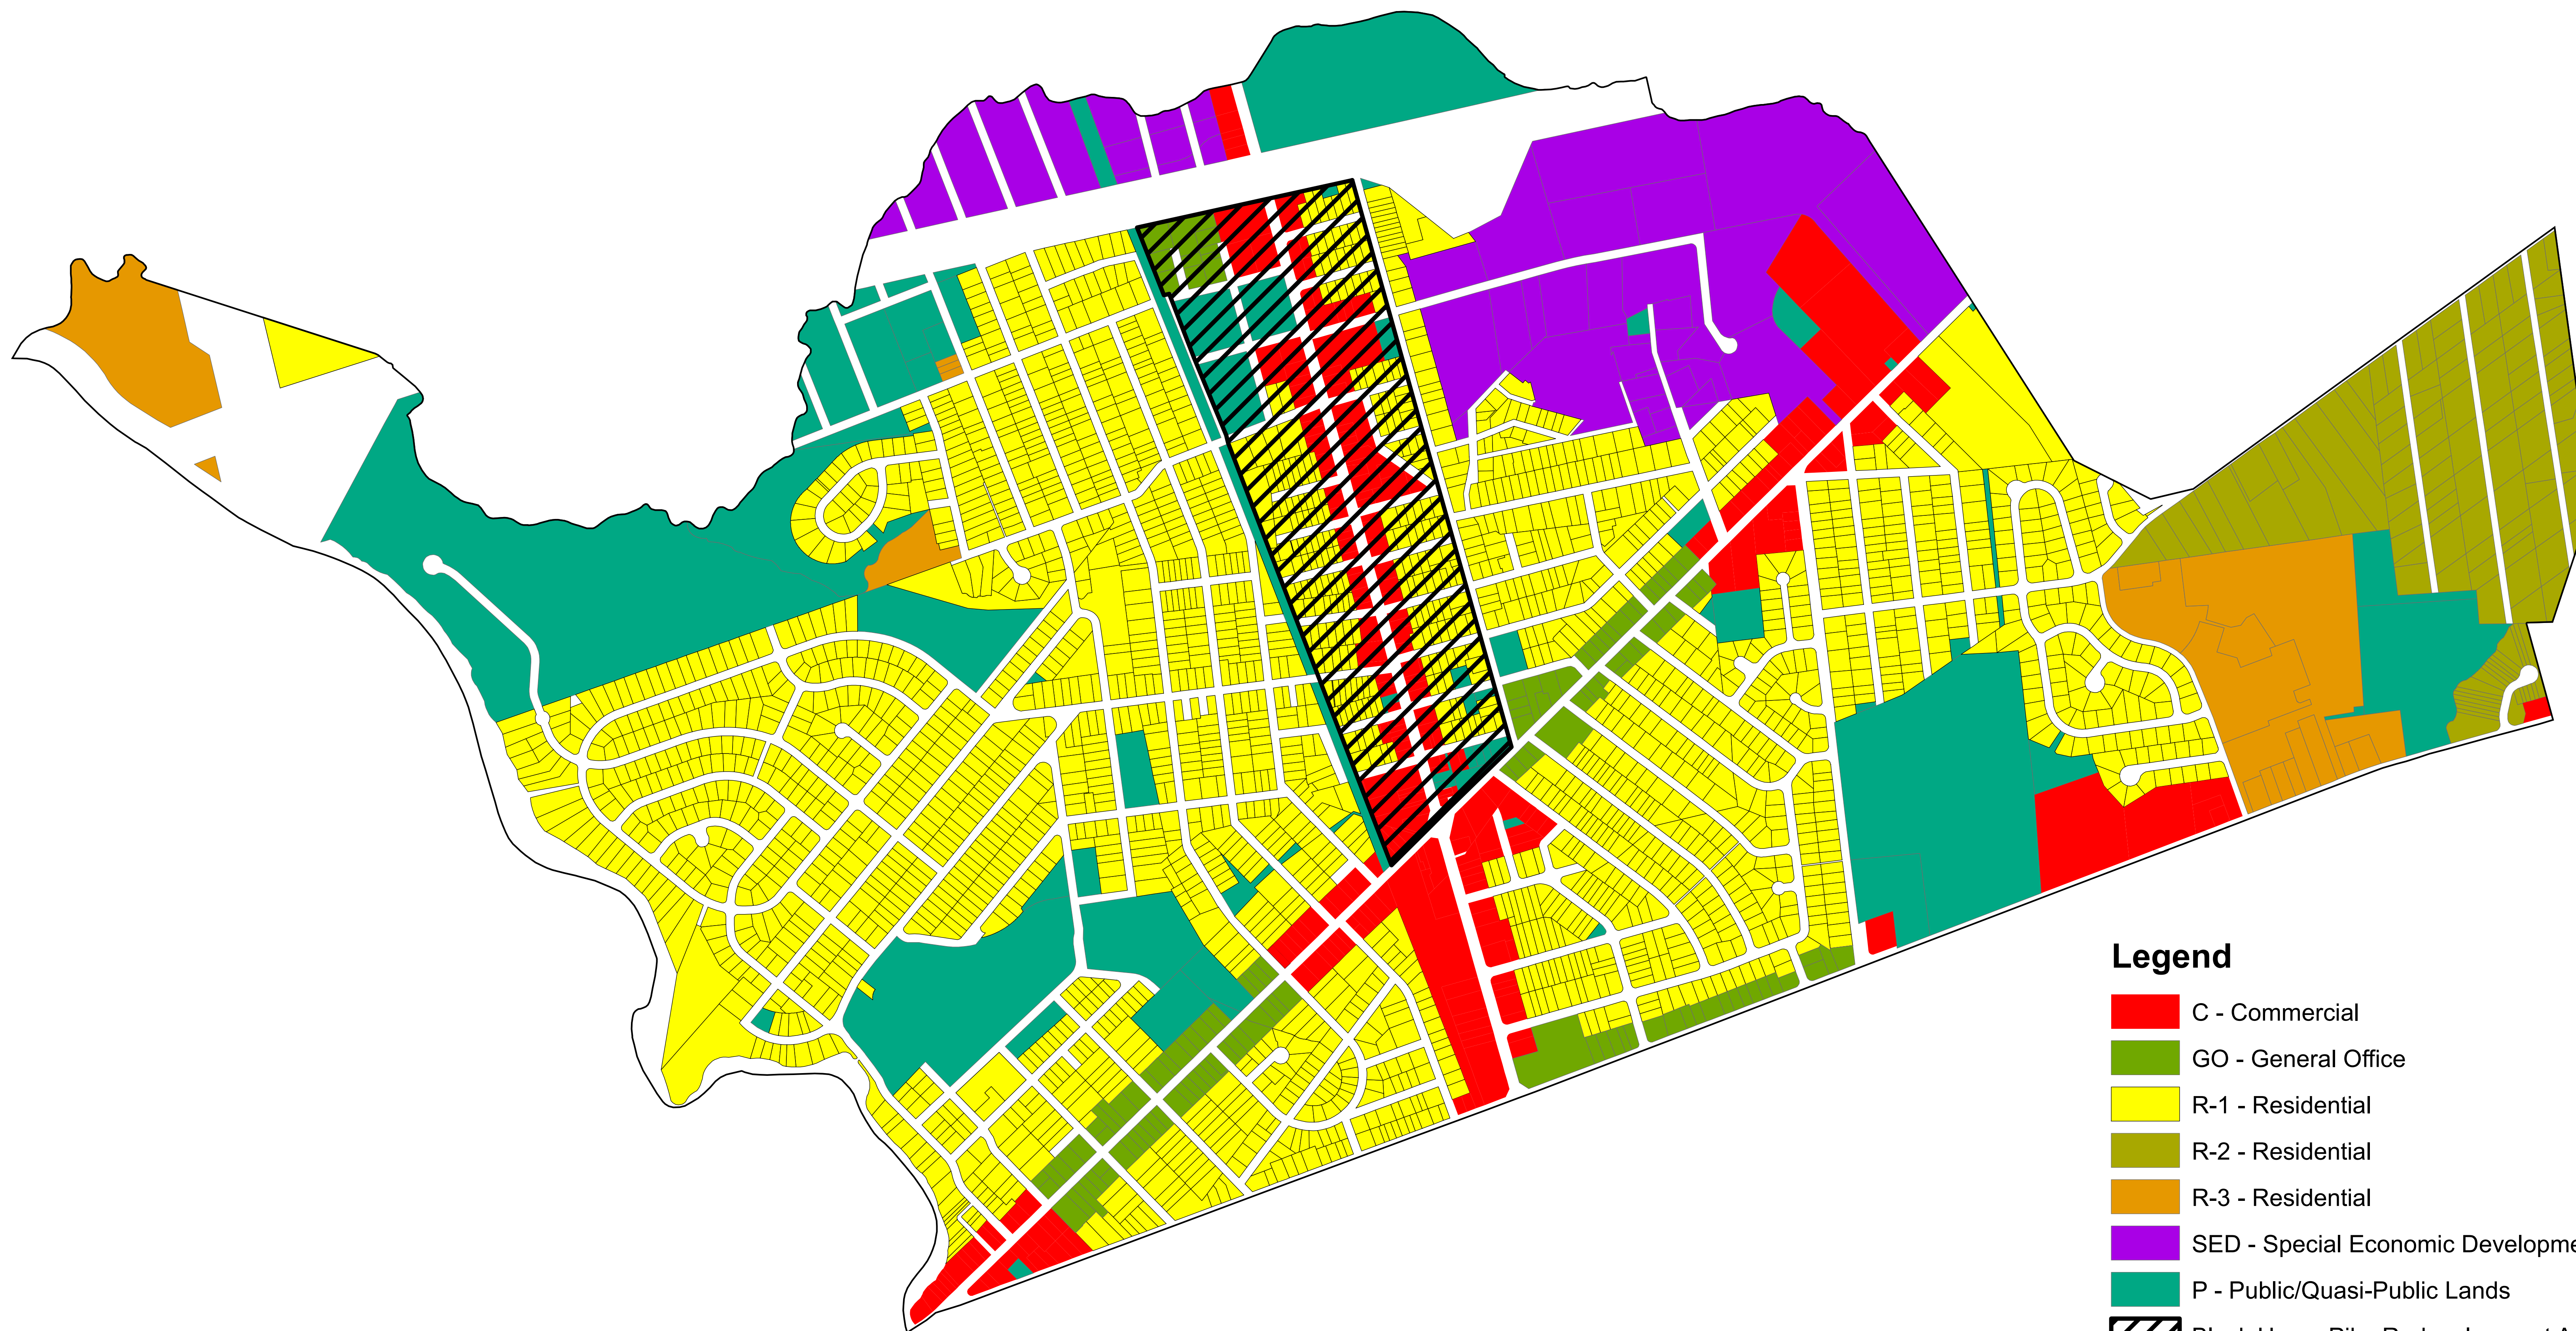 Legend
C - Commercial
GO - General Office
R-1 - Residential
R-2 - Residential
R-3 - Residential
SED - Special Economic Developme
P - Public/Quasi-Public Lands